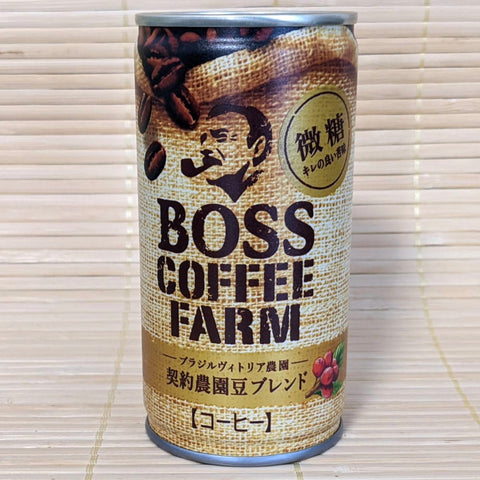 微糖
キレの良い苦味
BOSS
COFFEE
FARM
ブラジルヴィトリア農園
契約農園豆ブレンド
【コーヒー】